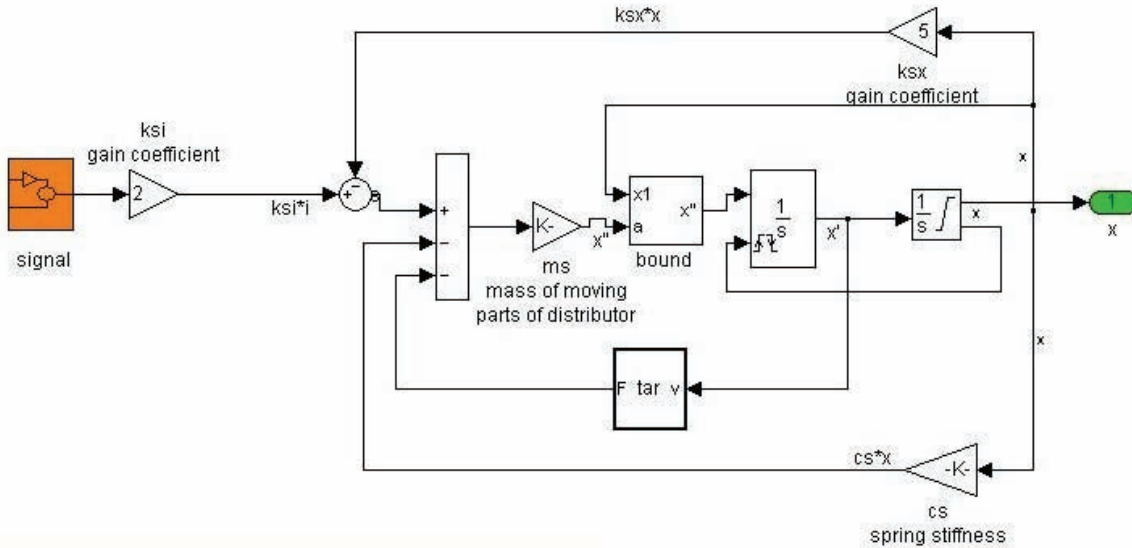 ksx*x
5
ksx
gain coefficient
ksi
gain coefficient
2
ksi*i
signal
+
−
+
−
−
K-
x"
ms
mass of moving
parts of distributor
x1
a
x"
bound
1
s
x'
1
s
x
x
1
x
x
F tar v
cs*x
-K-
cs
spring stiffness